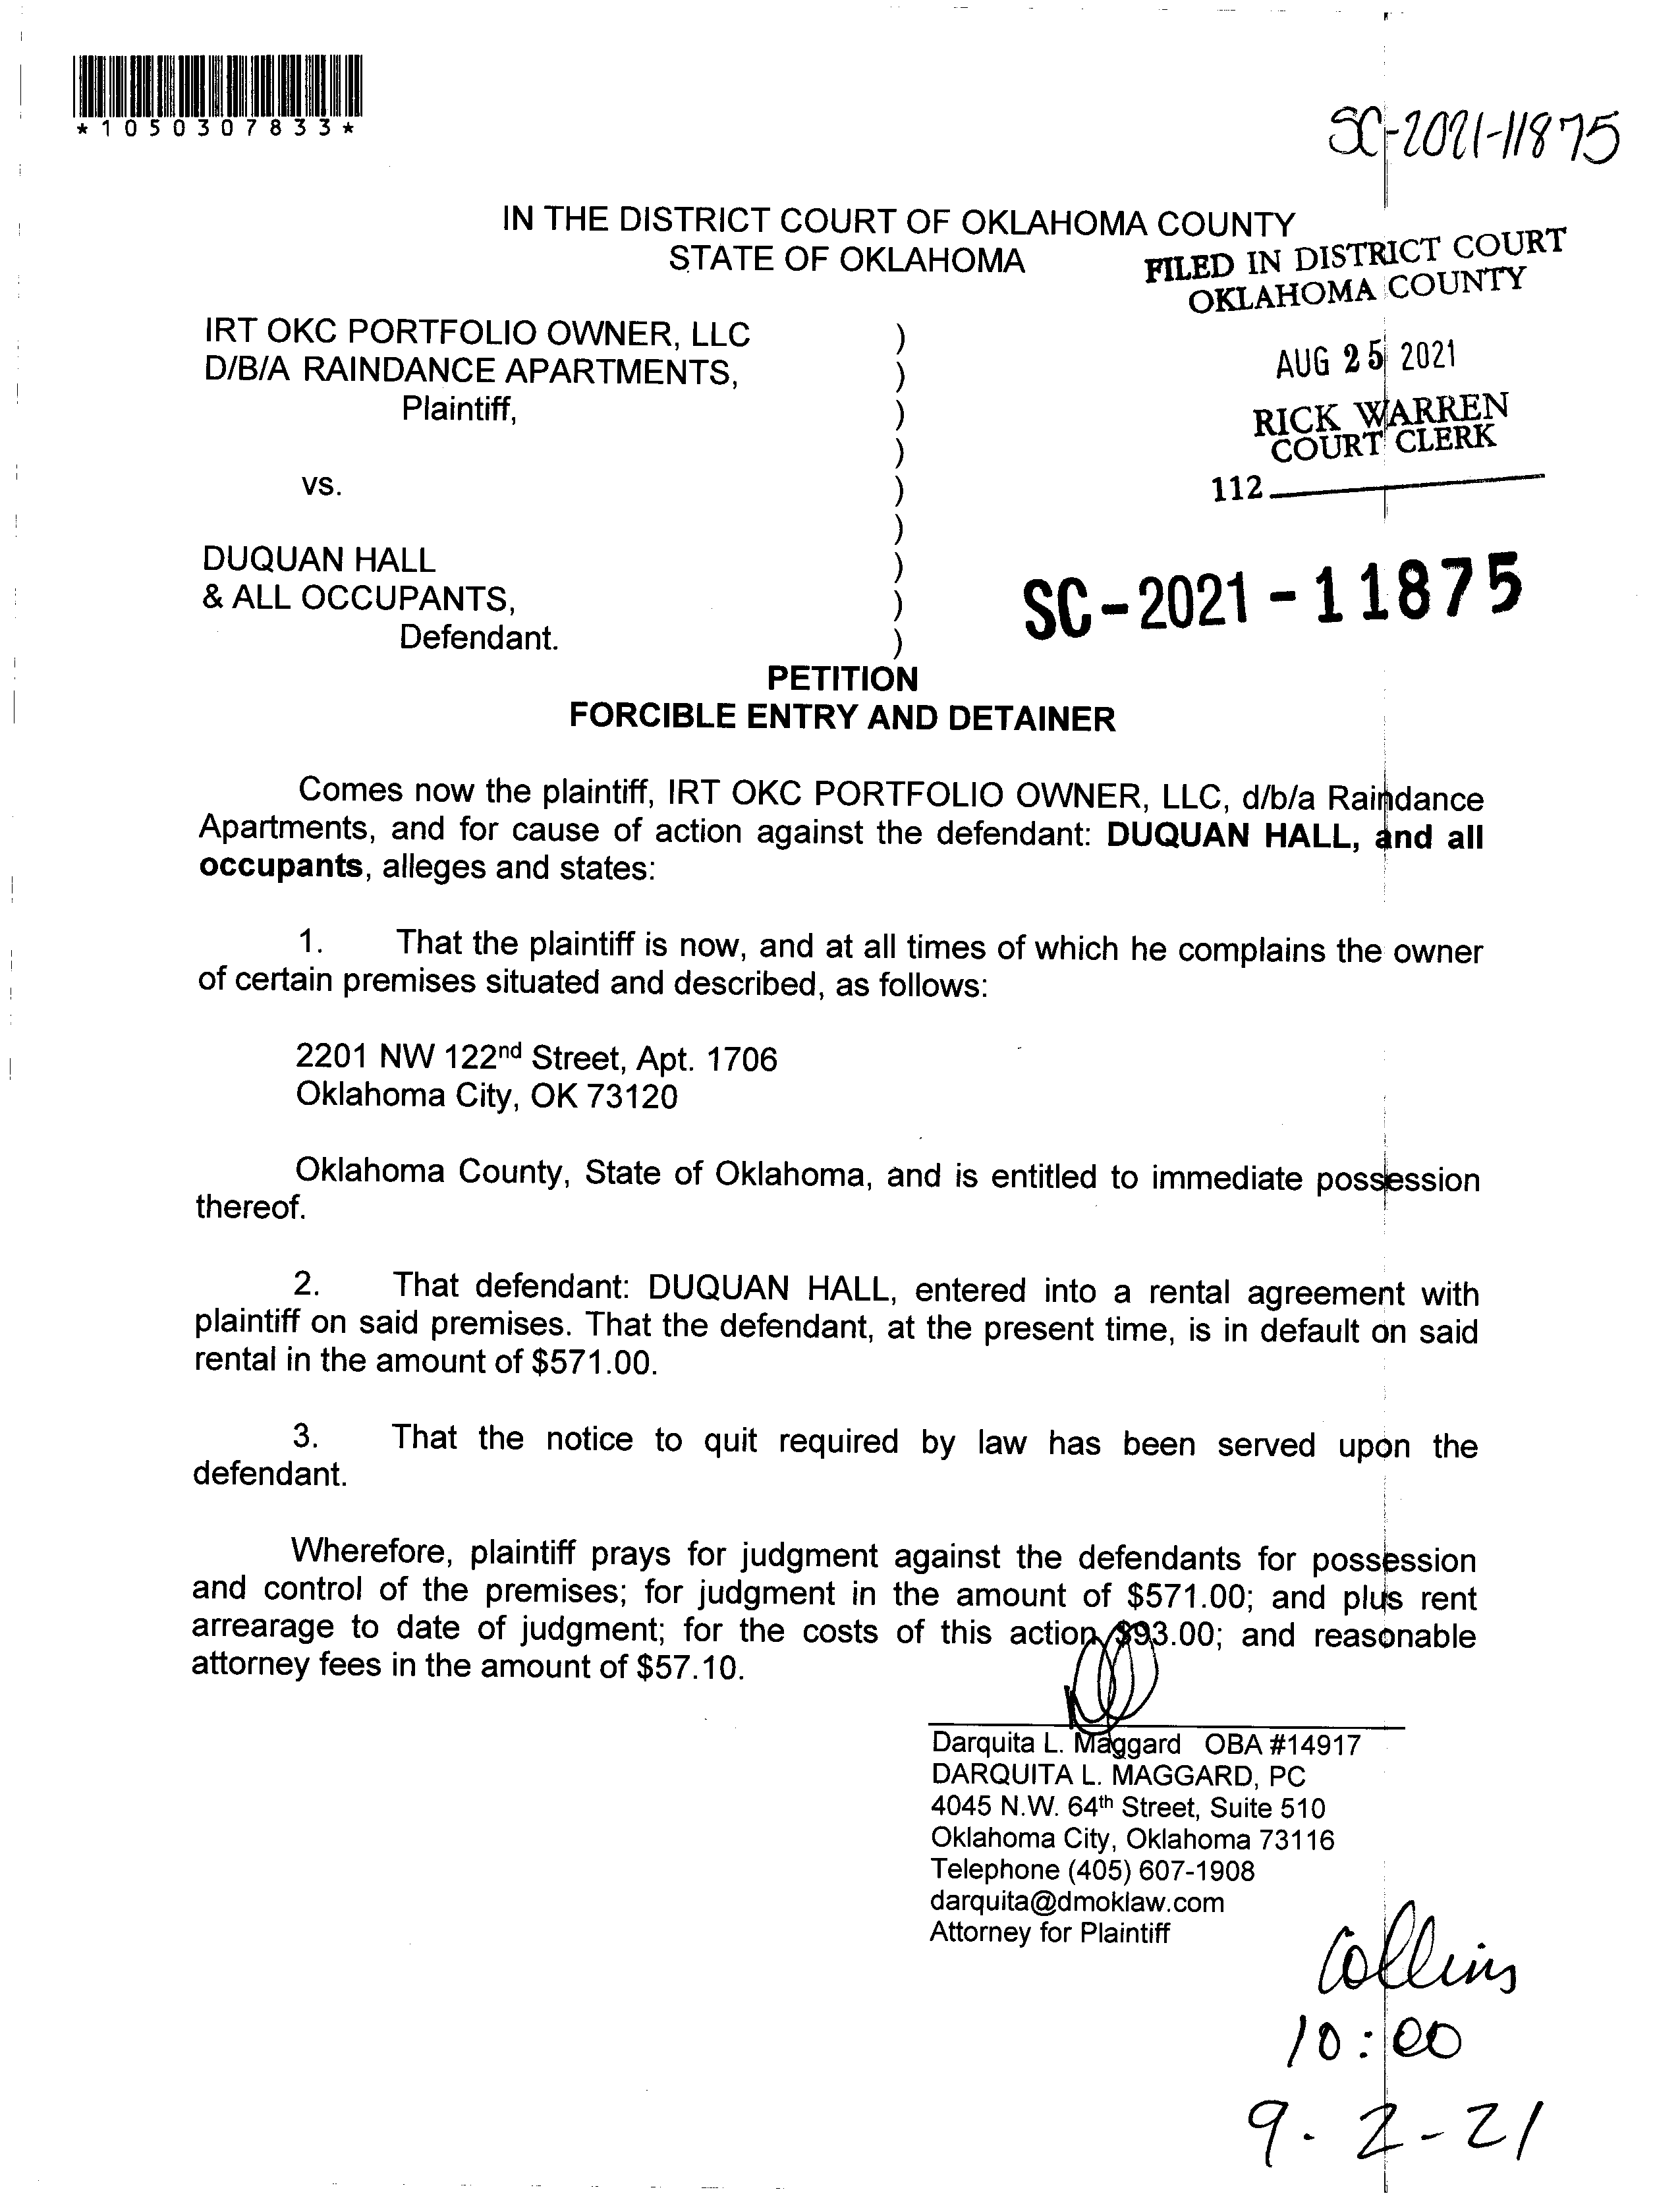 *1050307833*
SC-2021-11875
IN THE DISTRICT COURT OF OKLAHOMA COUNTY
STATE OF OKLAHOMA
FILED IN DISTRICT COURT
OKLAHOMA COUNTY
AUG 25 2021
RICK WARREN
COURT CLERK
112
IRT OKC PORTFOLIO OWNER, LLC )
D/B/A RAINDANCE APARTMENTS, )
Plaintiff, )
)
vs. )
)
DUQUAN HALL )
& ALL OCCUPANTS, )
Defendant. )
SC-2021-11875
PETITION
FORCIBLE ENTRY AND DETAINER
Comes now the plaintiff, IRT OKC PORTFOLIO OWNER, LLC, d/b/a Raindance
Apartments, and for cause of action against the defendant: DUQUAN HALL, and all
occupants, alleges and states:
1. That the plaintiff is now, and at all times of which he complains the owner
of certain premises situated and described, as follows:
2201 NW 122nd Street, Apt. 1706
Oklahoma City, OK 73120
Oklahoma County, State of Oklahoma, and is entitled to immediate possession
thereof.
2. That defendant: DUQUAN HALL, entered into a rental agreement with
plaintiff on said premises. That the defendant, at the present time, is in default on said
rental in the amount of $571.00.
3. That the notice to quit required by law has been served upon the
defendant.
Wherefore, plaintiff prays for judgment against the defendants for possession
and control of the premises; for judgment in the amount of $571.00; and plus rent
arrearage to date of judgment; for the costs of this action $93.00; and reasonable
attorney fees in the amount of $57.10.
Darquita L. Maggard OBA #14917
DARQUITA L. MAGGARD, PC
4045 N.W. 64th Street, Suite 510
Oklahoma City, Oklahoma 73116
Telephone (405) 607-1908
darquita@dmoklaw.com
Attorney for Plaintiff
Collins
10:00
9-2-21